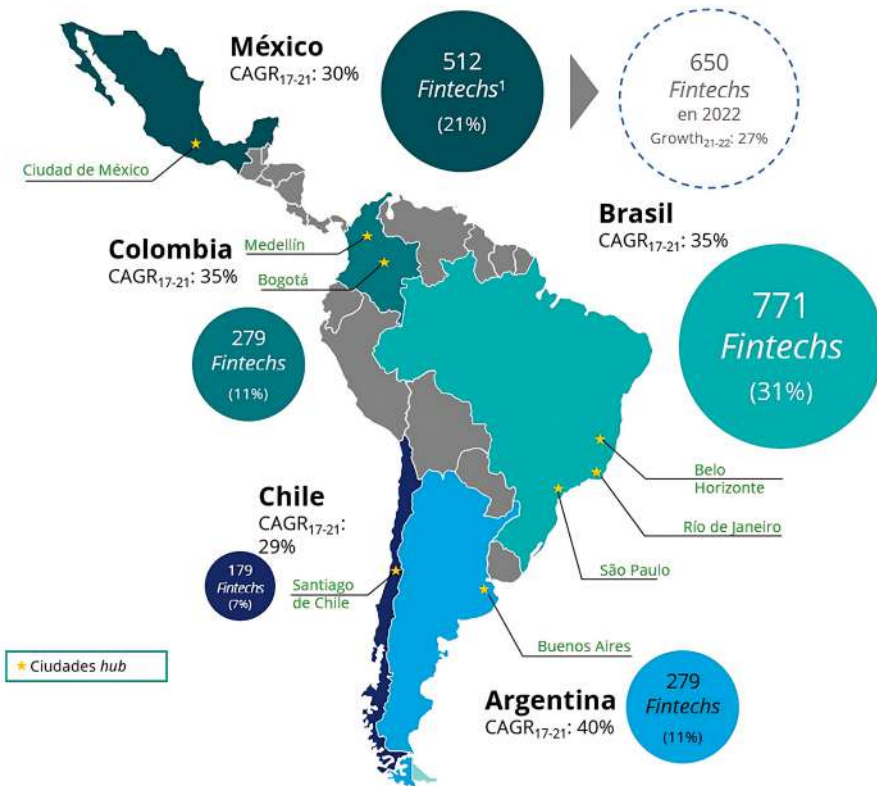 México
CAGR17-21: 30%
512
Fintechs1
(21%)
650
Fintechs
en 2022
Growth21-22: 27%
Ciudad de México
Brasil
CAGR17-21: 35%
Colombia
CAGR17-21: 35%
Medellín
Bogotá
771
Fintechs
(31%)
279
Fintechs
(11%)
Belo
Horizonte
Chile
CAGR17-21:
29%
Río de Janeiro
179
Fintechs
(7%)
Santiago
de Chile
São Paulo
Buenos Aires
Ciudades hub
Argentina
CAGR17-21: 40%
279
Fintechs
(11%)